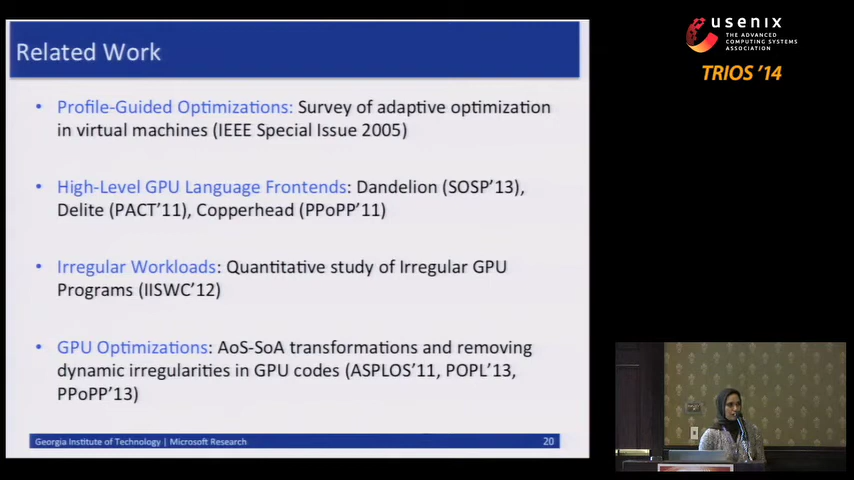 Related Work
• Profile-Guided Optimizations: Survey of adaptive optimization
in virtual machines (IEEE Special Issue 2005)
• High-Level GPU Language Frontends: Dandelion (SOSP'13),
Delite (PACT'11), Copperhead (PPoPP'11)
• Irregular Workloads: Quantitative study of Irregular GPU
Programs (IISWC'12)
• GPU Optimizations: AoS-SoA transformations and removing
dynamic irregularities in GPU codes (ASPLOS'11, POPL'13,
PPoPP'13)
Georgia Institute of Technology | Microsoft Research 20
usenix
THE ADVANCED
COMPUTING SYSTEMS
ASSOCIATION
TRIOS '14